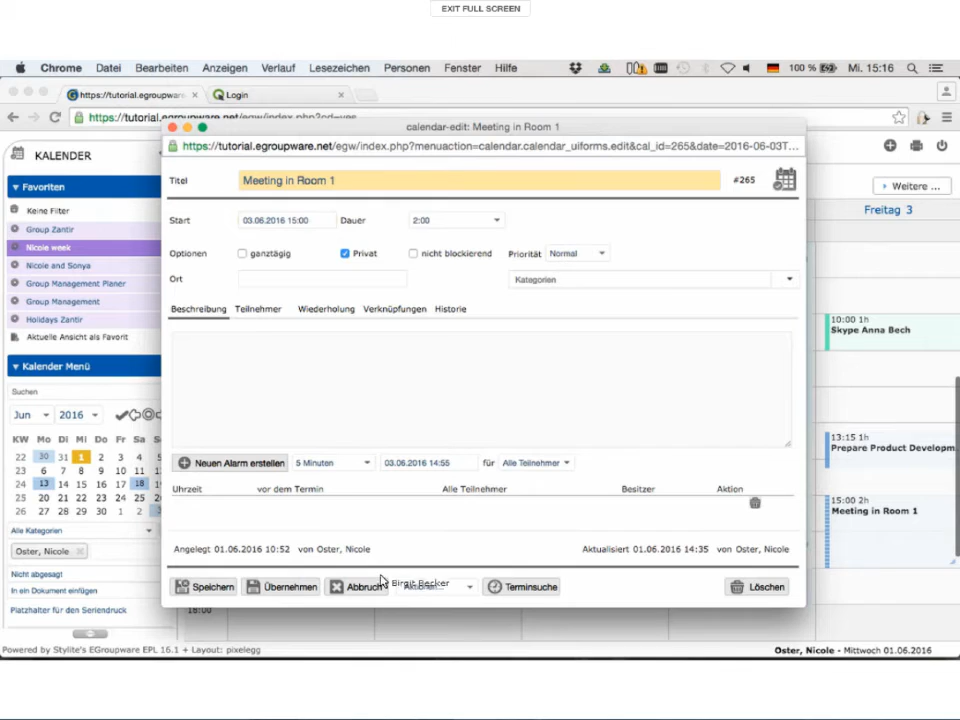 EXIT FULL SCREEN
Chrome Datei Bearbeiten Anzeigen Verlauf Lesezeichen Personen Fenster Hilfe 100 % Mi. 15:16
https://tutorial.egroupwar Login
https://tutorial.egroupware.net/egw/index.php?cd=yes
calendar-edit: Meeting in Room 1
https://tutorial.egroupware.net/egw/index.php?menuaction=calendar.calendar_uiforms.edit&cal_id=265&date=2016-06-03T...
KALENDER
Titel Meeting in Room 1 #265
Weitere ...
Favoriten
Freitag 3
Keine Filter
Start 03.06.2016 15:00 Dauer 2:00
Group Zantir
Nicole week
Optionen ganztägig Privat nicht blockierend Priorität Normal
Nicole and Sonya
Ort Kategorien
Group Management Planer
Group Management
Beschreibung Teilnehmer Wiederholung Verknüpfungen Historie
Holidays Zantir
10:00 1h
Skype Anna Bech
Aktuelle Ansicht als Favorit
Kalender Menü
Suchen
Jun 2016
KW Mo Di Mi Do Fr Sa S
13:15 1h
Prepare Product Developm
22 30 31 1 2 3 4
Neuen Alarm erstellen 5 Minuten 03.06.2016 14:55 für Alle Teilnehmer
23 6 7 8 9 10 11
24 13 14 15 16 17 18
Uhrzeit vor dem Termin Alle Teilnehmer Besitzer Aktion
25 20 21 22 23 24 25
15:00 2h
Meeting in Room 1
26 27 28 29 30 1 2 3
Alle Kategorien
Oster, Nicole
Angelegt 01.06.2016 10:52 von Oster, Nicole Aktualisiert 01.06.2016 14:35 von Oster, Nicole
Nicht abgesagt
In ein Dokument einfügen
Speichern Übernehmen Abbruch Birgit Becker Terminsuche Löschen
Platzhalter für den Seriendruck
18:00
Powered by Stylite's EGroupware EPL 16.1 + Layout: pixelegg Oster, Nicole - Mittwoch 01.06.2016